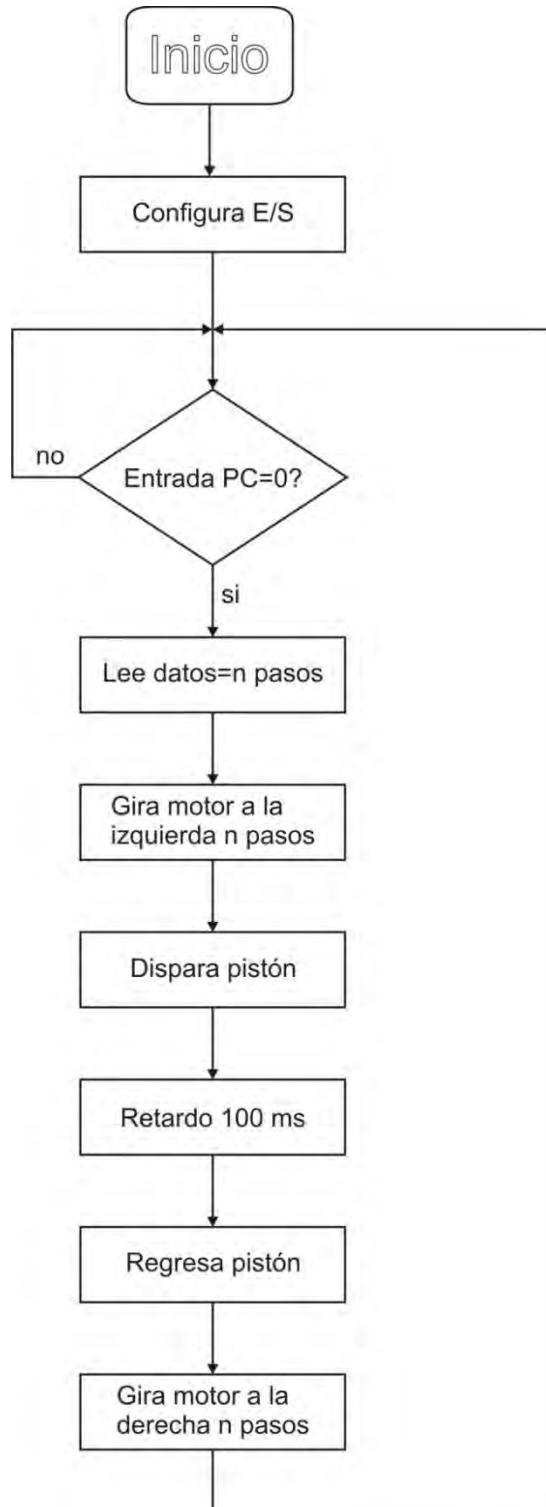 Inicio
Configura E/S
Entrada PC=0?
no
si
Lee datos=n pasos
Gira motor a la
izquierda n pasos
Dispara pistón
Retardo 100 ms
Regresa pistón
Gira motor a la
derecha n pasos